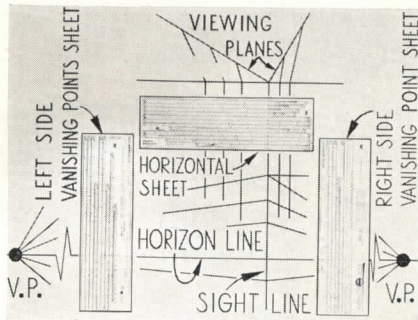 VIEWING
PLANES
LEFT SIDE
VANISHING POINTS SHEET
RIGHT SIDE
VANISHING POINT SHEET
HORIZONTAL
SHEET
HORIZON LINE
V.P.
V.P.
SIGHT LINE